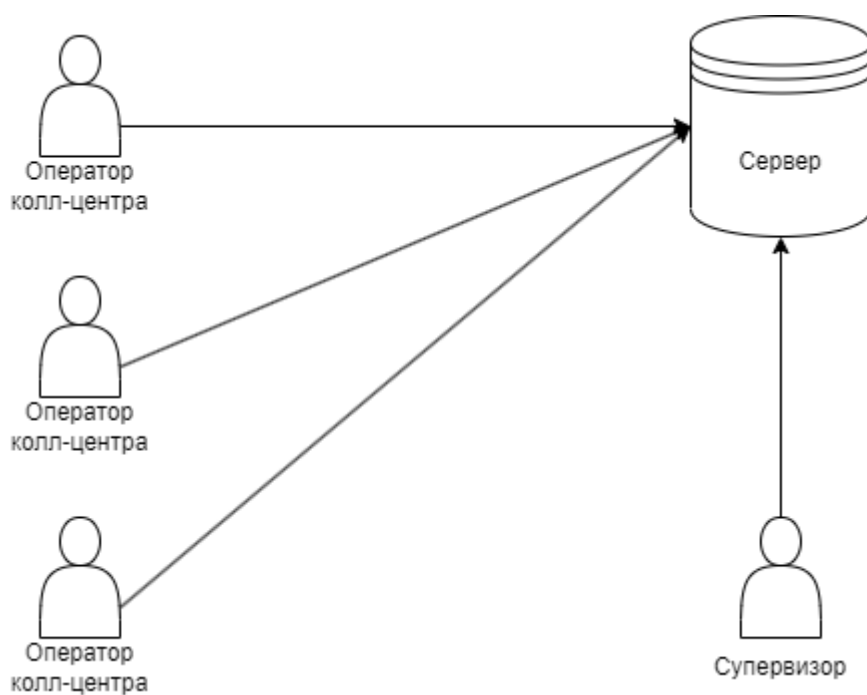 Оператор
колл-центра
Сервер
Оператор
колл-центра
Оператор
колл-центра
Супервизор